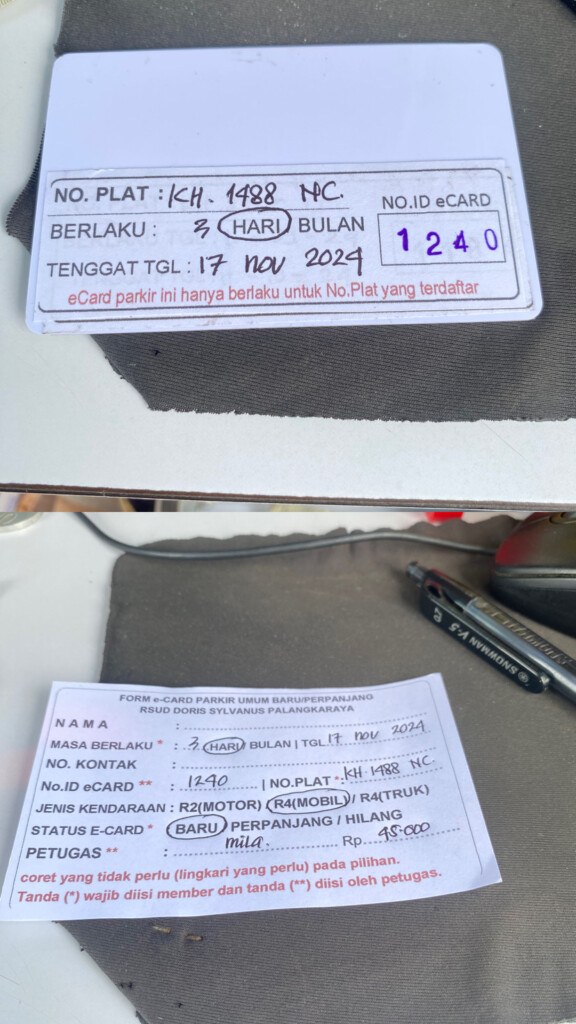 NO. PLAT : KH. 1488 NC.
NO.ID eCARD
BERLAKU : 3 HARI BULAN
1240
TENGGAT TGL : 17 nov 2024
eCard parkir ini hanya berlaku untuk No.Plat yang terdaftar
SNOWMAN V-5
FORM e-CARD PARKIR UMUM BARU/PERPANJANG
RSUD DORIS SYLVANUS PALANGKARAYA
NAMA :
MASA BERLAKU * : 3 HARI BULAN | TGL 17 nov 2024
NO. KONTAK :
No.ID eCARD ** : 1240 | NO.PLAT * : KH 1488 NC.
JENIS KENDARAAN : R2(MOTOR) R4(MOBIL) / R4(TRUK)
STATUS E-CARD * BARU / PERPANJANG / HILANG
PETUGAS ** : mila. Rp. 45.000
coret yang tidak perlu (lingkari yang perlu) pada pilihan.
Tanda (*) wajib diisi member dan tanda (**) diisi oleh petugas.